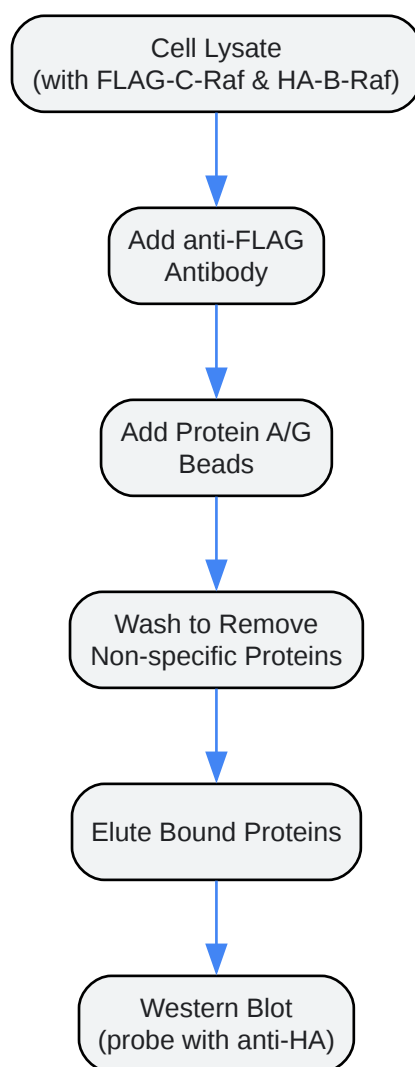 Cell Lysate
(with FLAG-C-Raf & HA-B-Raf)
Add anti-FLAG
Antibody
Add Protein A/G
Beads
Wash to Remove
Non-specific Proteins
Elute Bound Proteins
Western Blot
(probe with anti-HA)